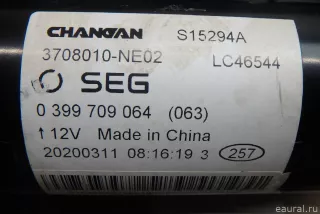 CHANGAN S15294A
3708010-NE02 LC46544
SEG
0 399 709 064 (063)
↑ 12V Made in China
20200311 08:16:19 3 257
eaural.ru